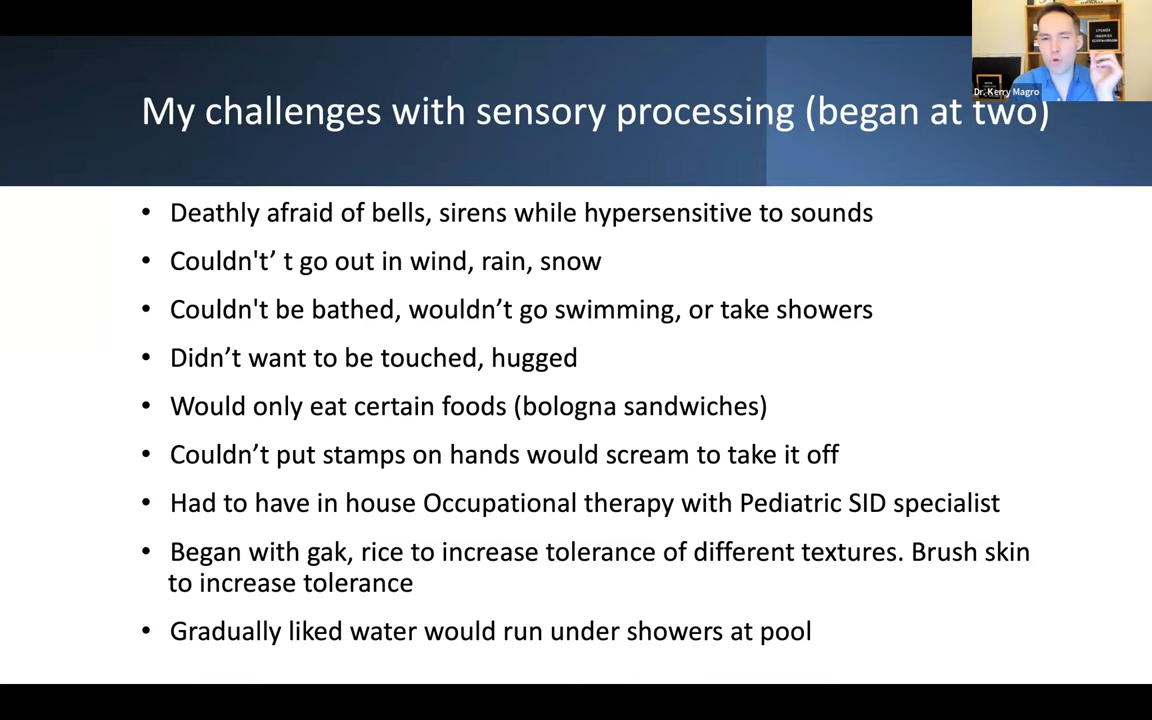 My challenges with sensory processing (began at two)
Dr. Kerry Magro
• Deathly afraid of bells, sirens while hypersensitive to sounds
• Couldn't’ t go out in wind, rain, snow
• Couldn't be bathed, wouldn’t go swimming, or take showers
• Didn’t want to be touched, hugged
• Would only eat certain foods (bologna sandwiches)
• Couldn’t put stamps on hands would scream to take it off
• Had to have in house Occupational therapy with Pediatric SID specialist
• Began with gak, rice to increase tolerance of different textures. Brush skin
to increase tolerance
• Gradually liked water would run under showers at pool